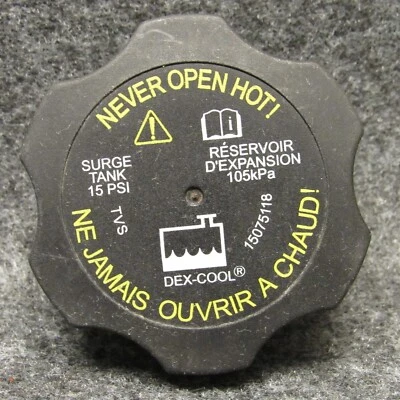 NEVER OPEN HOT!
SURGE
TANK
15 PSI
TVS
RÉSERVOIR
D'EXPANSION
105kPa
15075118
DEX-COOL®
NE JAMAIS OUVRIR A CHAUD!